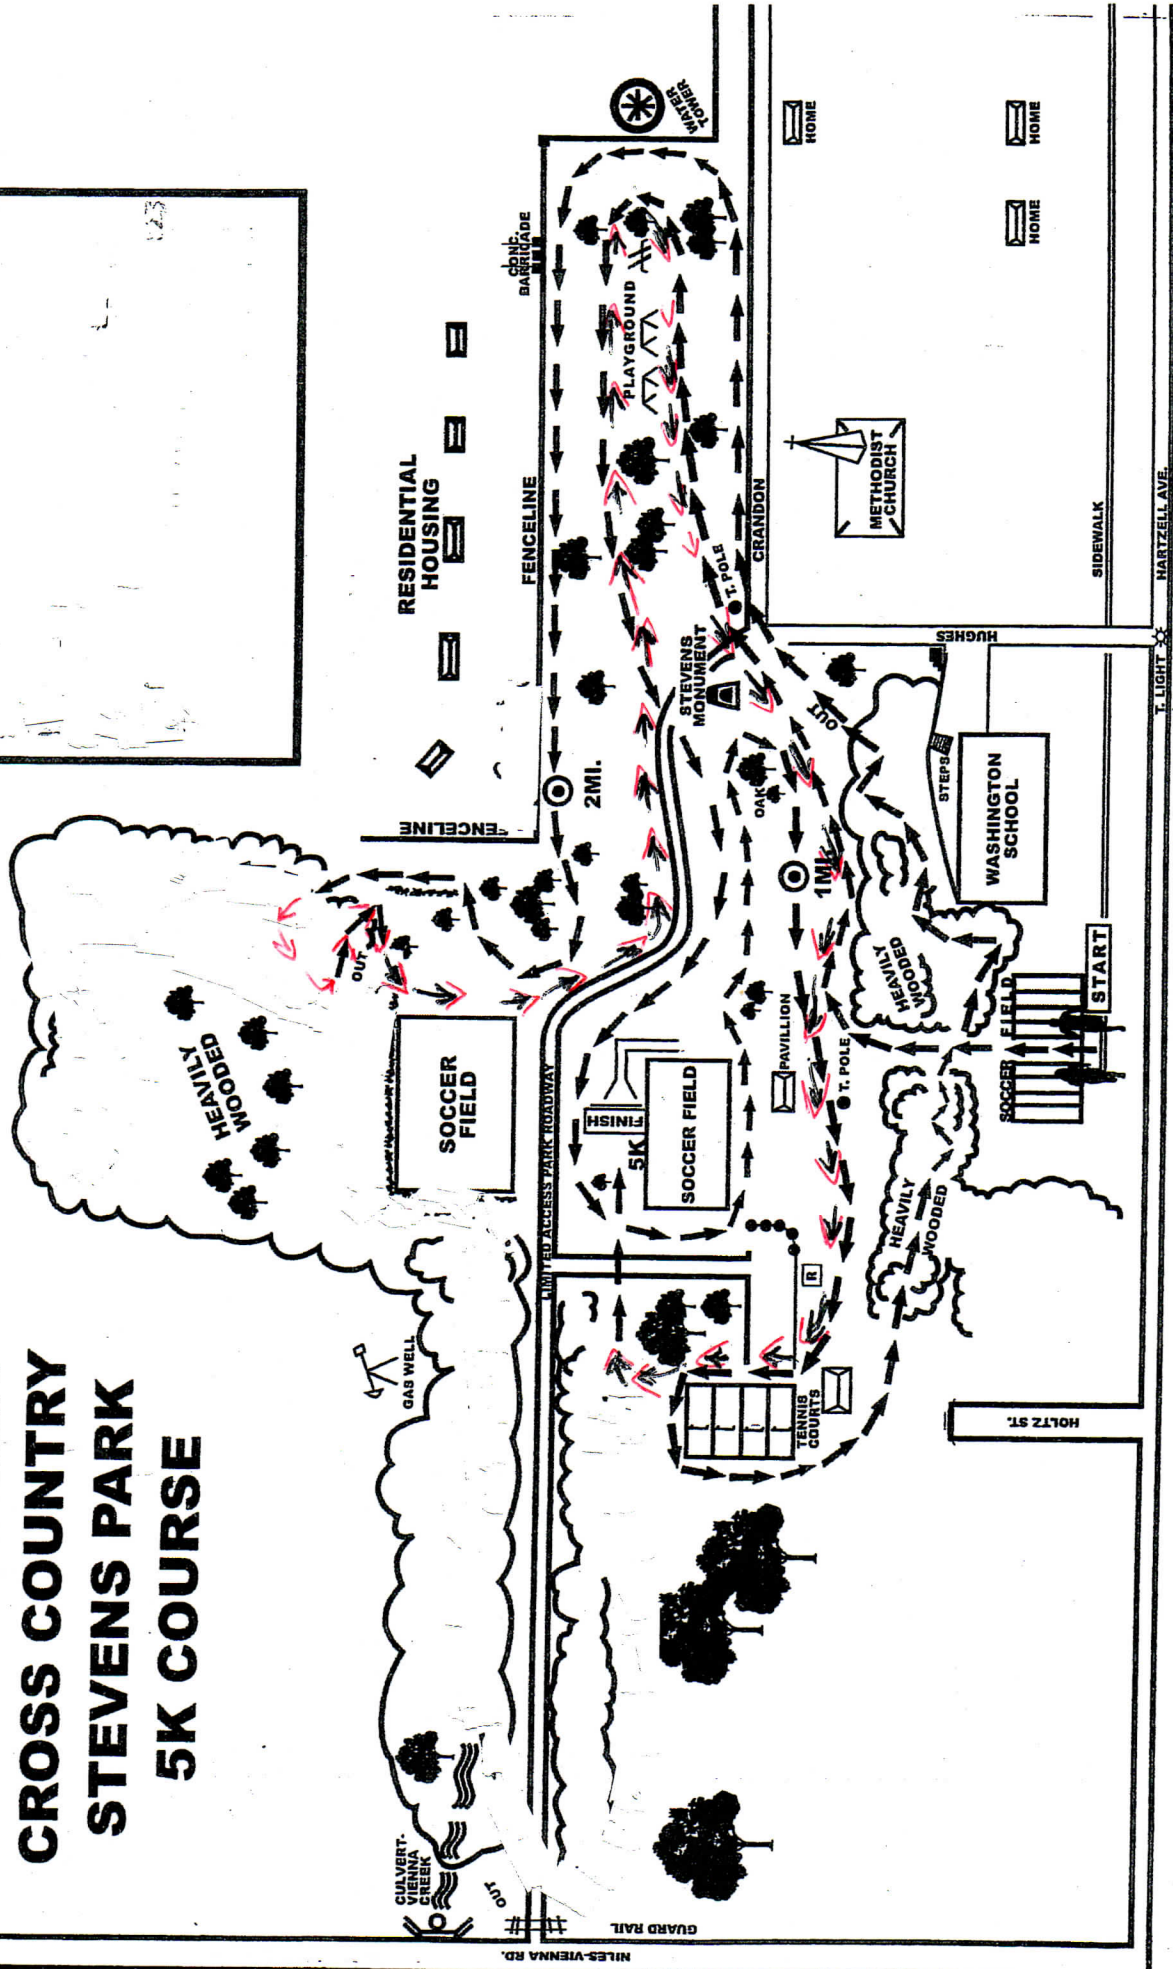 CROSS COUNTRY
STEVENS PARK
5K COURSE
WATER
TOWER
HOME
HOME
HOME
CONC.
BARRICADE
PLAYGROUND
RESIDENTIAL
HOUSING
FENCELINE
CRANDON
METHODIST
CHURCH
SIDEWALK
HARTZELL AVE.
T. LIGHT
HUGHES
T. POLE
STEVENS
MONUMENT
OUT
2MI.
FENCELINE
OAK
STEPS
WASHINGTON
SCHOOL
1MI.
OUT
HEAVILY
WOODED
HEAVILY
WOODED
SOCCER
FIELD
LIMITED ACCESS PARK ROADWAY
FINISH
5K
SOCCER FIELD
PAVILLION
T. POLE
START
SOCCER FIELD
HEAVILY
WOODED
R
GAS WELL
TENNIS
COURTS
HOLTZ ST.
CULVERT-
VIENNA
CREEK
OUT
GUARD RAIL
NILES-VIENNA RD.